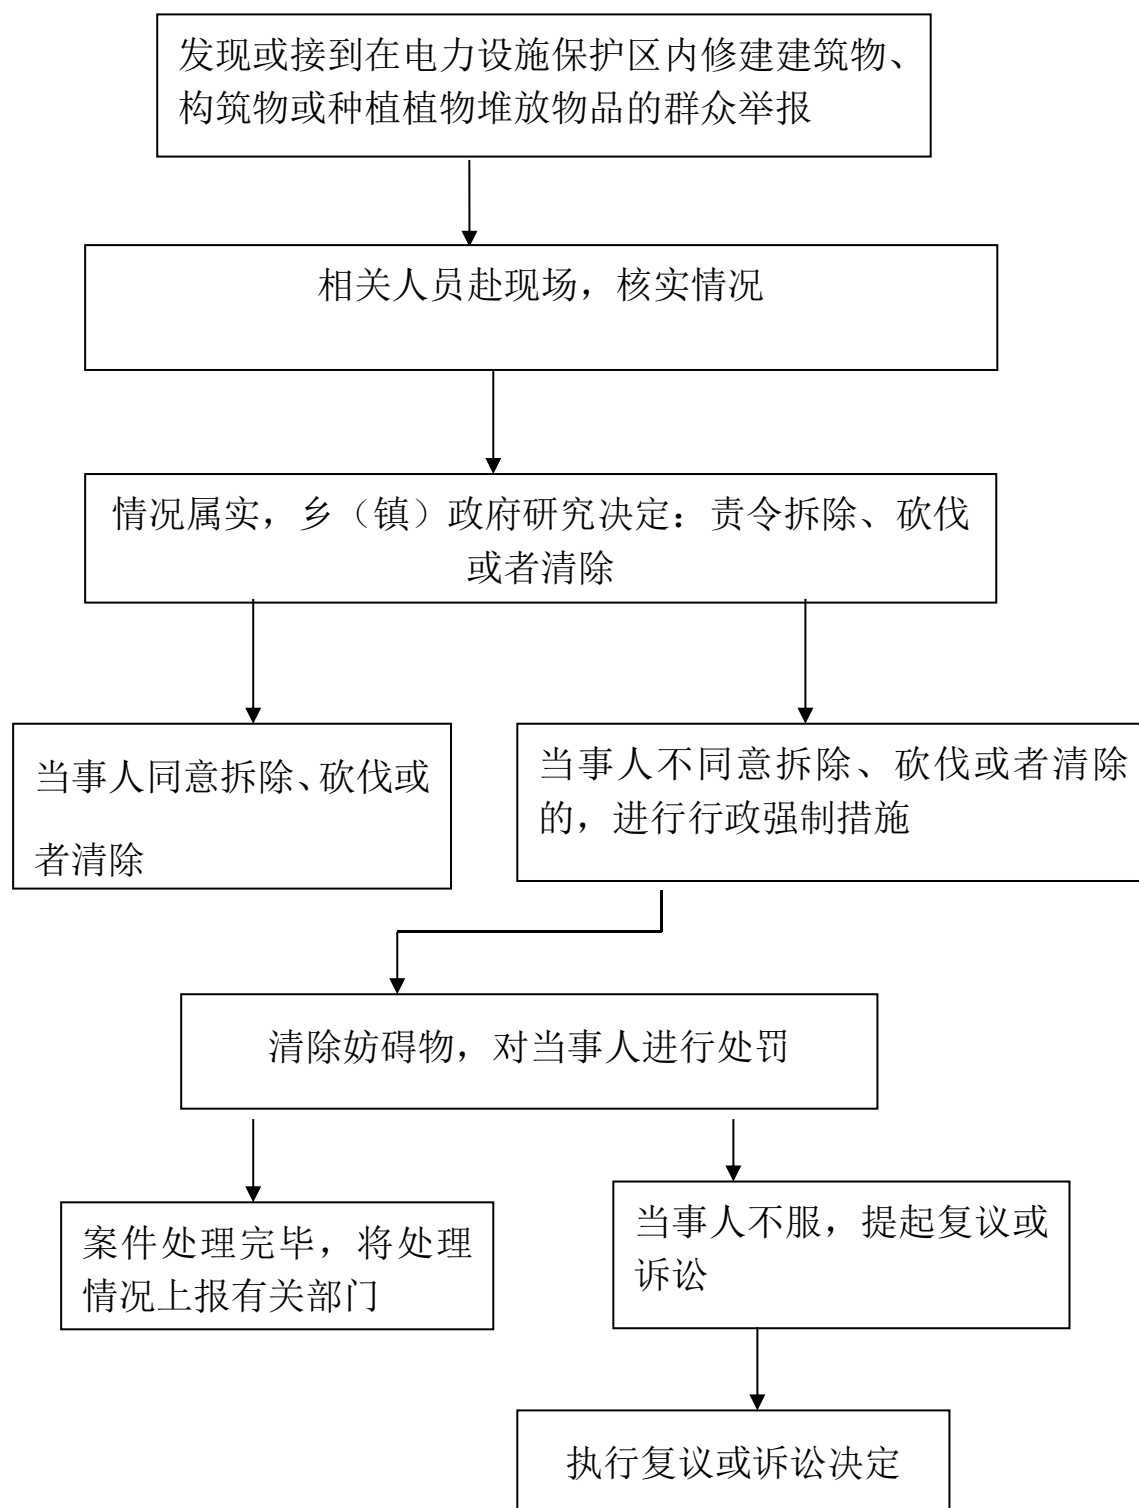 发现或接到在电力设施保护区内修建建筑物、
构筑物或种植植物堆放物品的群众举报
相关人员赴现场，核实情况
情况属实，乡（镇）政府研究决定：责令拆除、砍伐
或者清除
当事人同意拆除、砍伐或
者清除
当事人不同意拆除、砍伐或者清除
的，进行行政强制措施
清除妨碍物，对当事人进行处罚
案件处理完毕，将处理
情况上报有关部门
当事人不服，提起复议或
诉讼
执行复议或诉讼决定